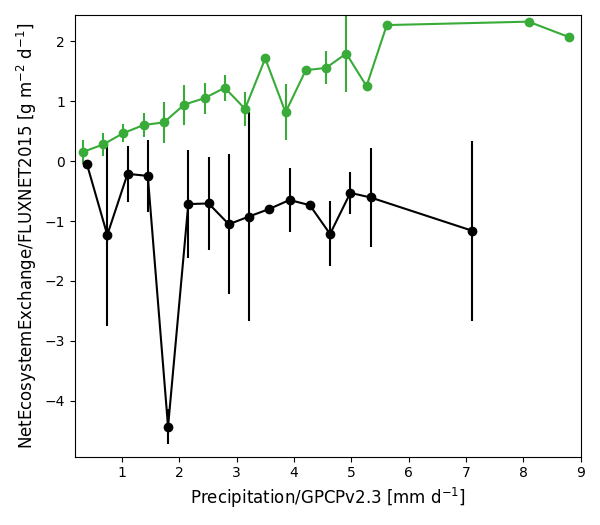 NetEcosystemExchange/FLUXNET2015 [g m⁻² d⁻¹]
2
1
0
−1
−2
−3
−4
1 2 3 4 5 6 7 8 9
Precipitation/GPCPv2.3 [mm d⁻¹]